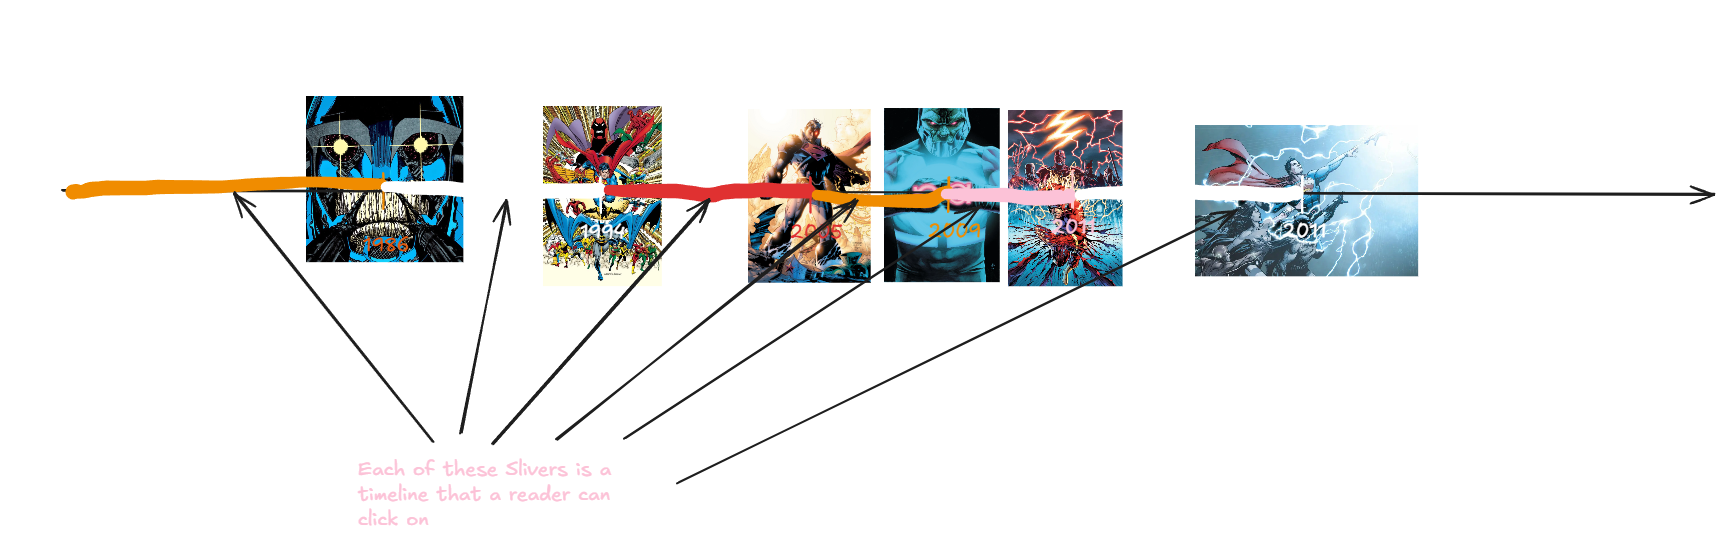 1986
1994
2005
2009
2011
2011
Each of these Slivers is a
timeline that a reader can
click on